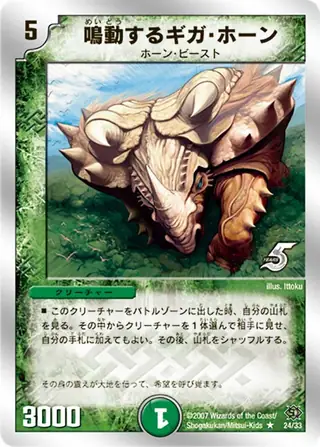 5
めいどう
鳴動するギガ・ホーン
ホーン・ビースト
5
YEARS
illus. Ittoku
クリーチャー
■ このクリーチャーをバトルゾーンに出した時、自分の山札
を見る。その中からクリーチャーを1体選んで相手に見せ、
自分の手札に加えてもよい。その後、山札をシャッフルする。
その身の震えが大地を伝って、希望を呼び覚ます。
3000
1
©2007 Wizards of the Coast/
Shogakukan/Mitsui-Kids ★ 24/33